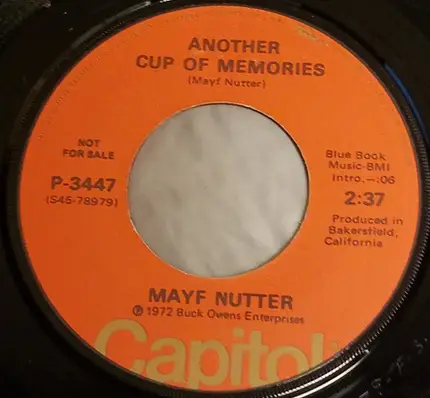 ANOTHER
CUP OF MEMORIES
(Mayf Nutter)
NOT
FOR SALE
P-3447
(S45-78979)
Blue Book
Music-BMI
Intro.-:06
2:37
Produced in
Bakersfield,
California
MAYF NUTTER
℗ 1972 Buck Owens Enterprises
Capitol